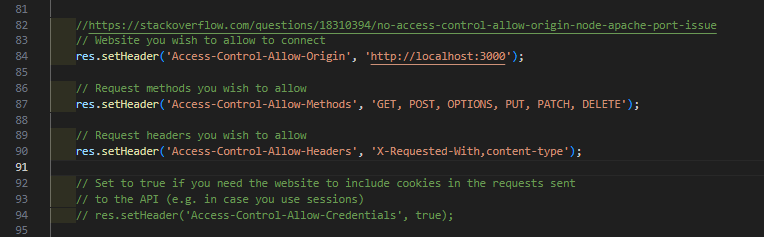 81
82 //https://stackoverflow.com/questions/18310394/no-access-control-allow-origin-node-apache-port-issue
83 // Website you wish to allow to connect
84 res.setHeader('Access-Control-Allow-Origin', 'http://localhost:3000');
85
86 // Request methods you wish to allow
87 res.setHeader('Access-Control-Allow-Methods', 'GET, POST, OPTIONS, PUT, PATCH, DELETE');
88
89 // Request headers you wish to allow
90 res.setHeader('Access-Control-Allow-Headers', 'X-Requested-With,content-type');
91
92 // Set to true if you need the website to include cookies in the requests sent
93 // to the API (e.g. in case you use sessions)
94 // res.setHeader('Access-Control-Allow-Credentials', true);
95